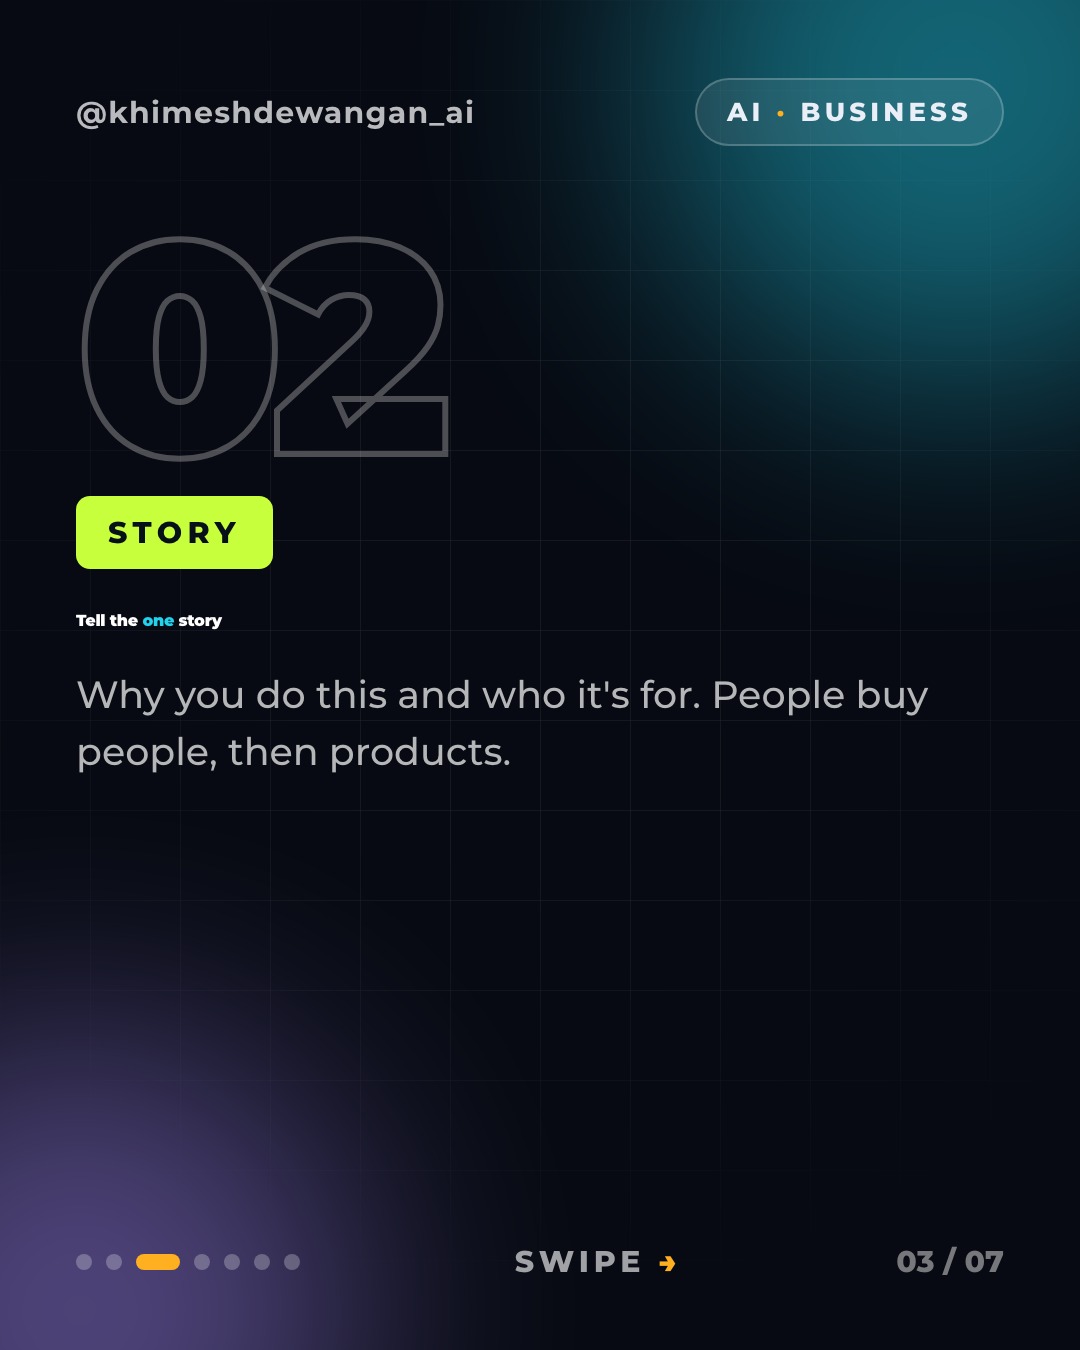 @khimeshdewangan_ai
AI • BUSINESS
02
STORY
Tell the one story
Why you do this and who it's for. People buy
people, then products.
SWIPE ➔
03 / 07